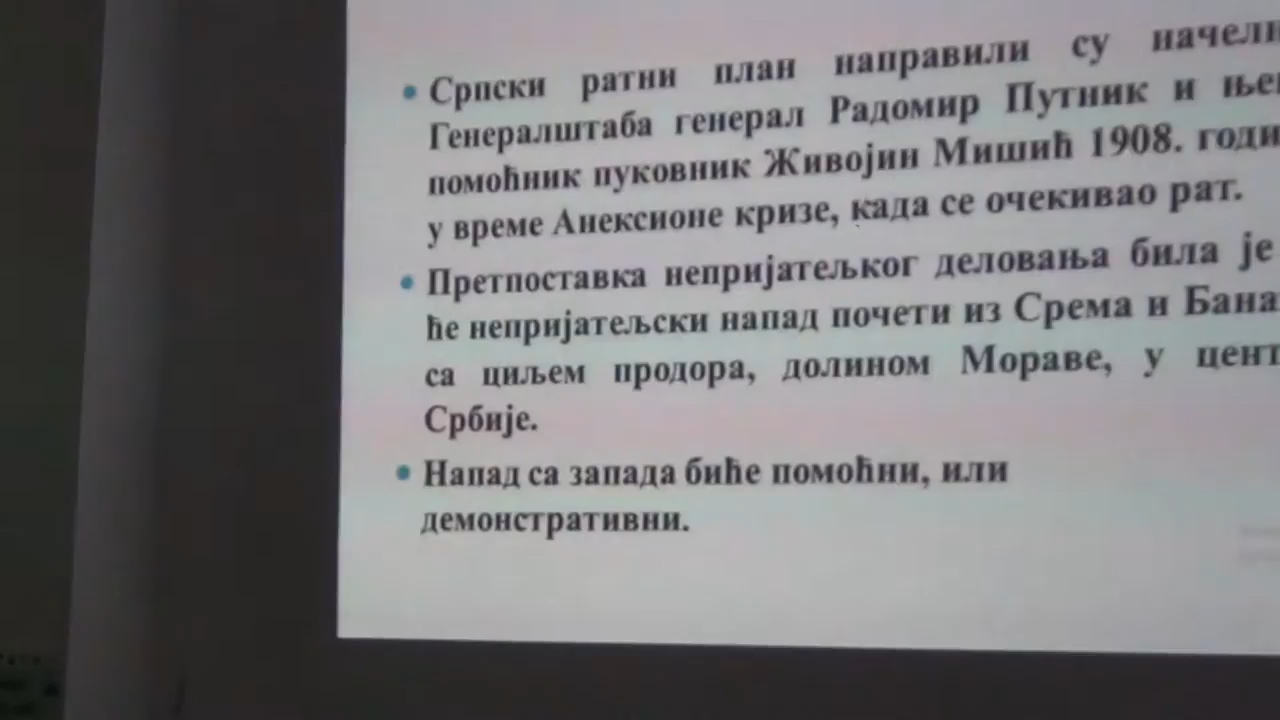 • Српски ратни план направили су
Генералштаба генерал Радомир Путник и
помоћник пуковник Живојин Мишић 1908.
у време Анексионе кризе, када се очекивао рат.
• Претпоставка непријатељког деловања била је
ће непријатељски напад почети из Срема и
са циљем продора, долином Мораве, у
Србије.
• Напад са запада биће помоћни, или
демонстративни.